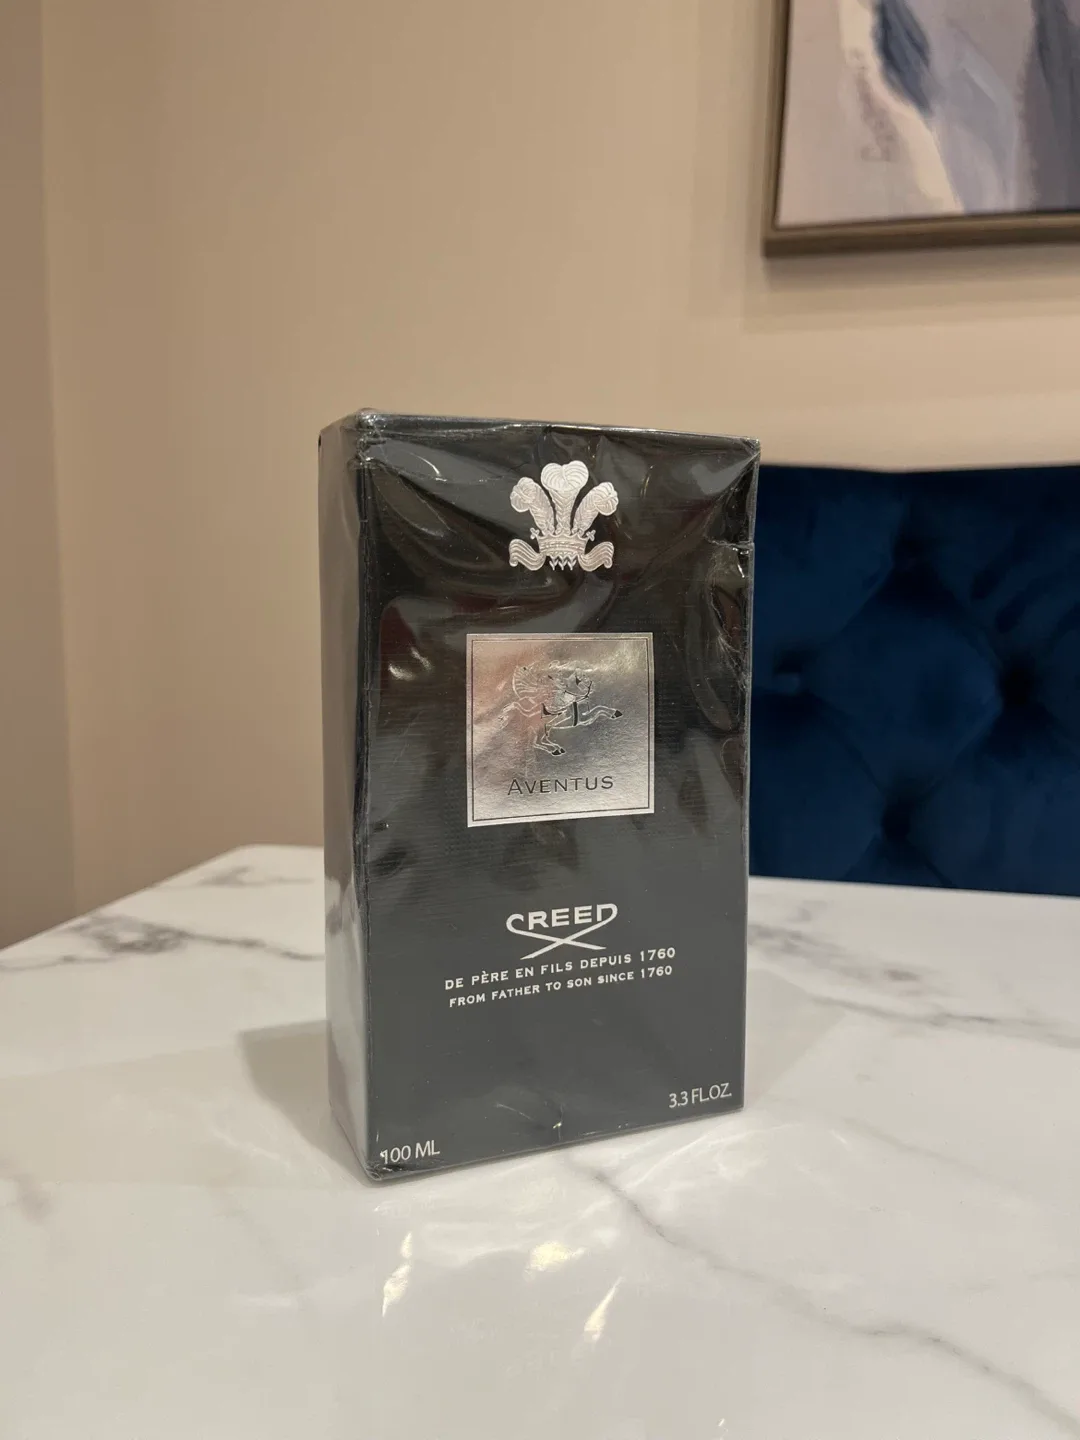 AVENTUS
CREED
DE PÈRE EN FILS DEPUIS 1760
FROM FATHER TO SON SINCE 1760
3.3 FL.OZ.
100 ML